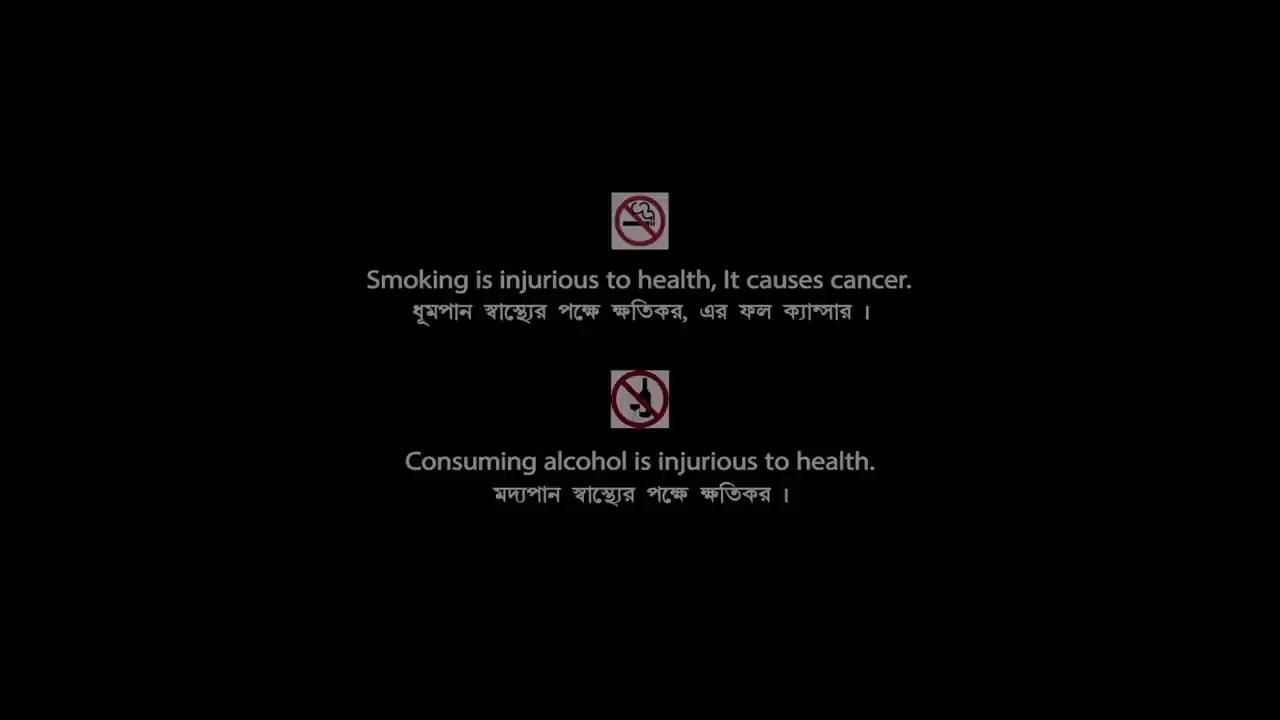 Smoking is injurious to health, It causes cancer.
ধূমপান স্বাস্থ্যের পক্ষে ক্ষতিকর, এর ফল ক্যান্সার ।
Consuming alcohol is injurious to health.
মদ্যপান স্বাস্থ্যের পক্ষে ক্ষতিকর ।